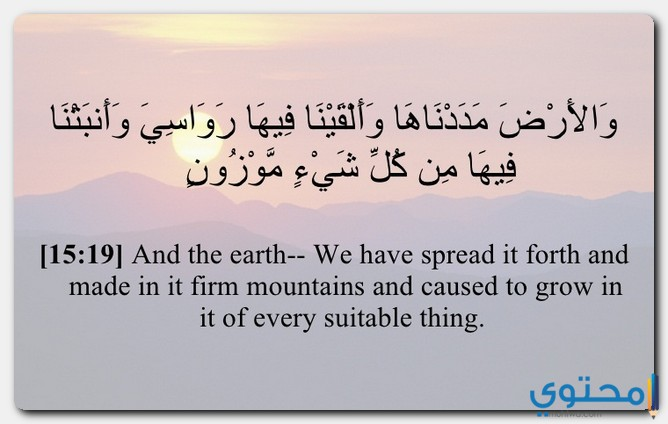 وَالأَرْضَ مَدَدْنَاهَا وَأَلْقَيْنَا فِيهَا رَوَاسِيَ وَأَنبَتْنَا
فِيهَا مِن كُلِّ شَيْءٍ مَّوْزُونٍ
[15:19] And the earth-- We have spread it forth and
made in it firm mountains and caused to grow in
it of every suitable thing.
محتوي